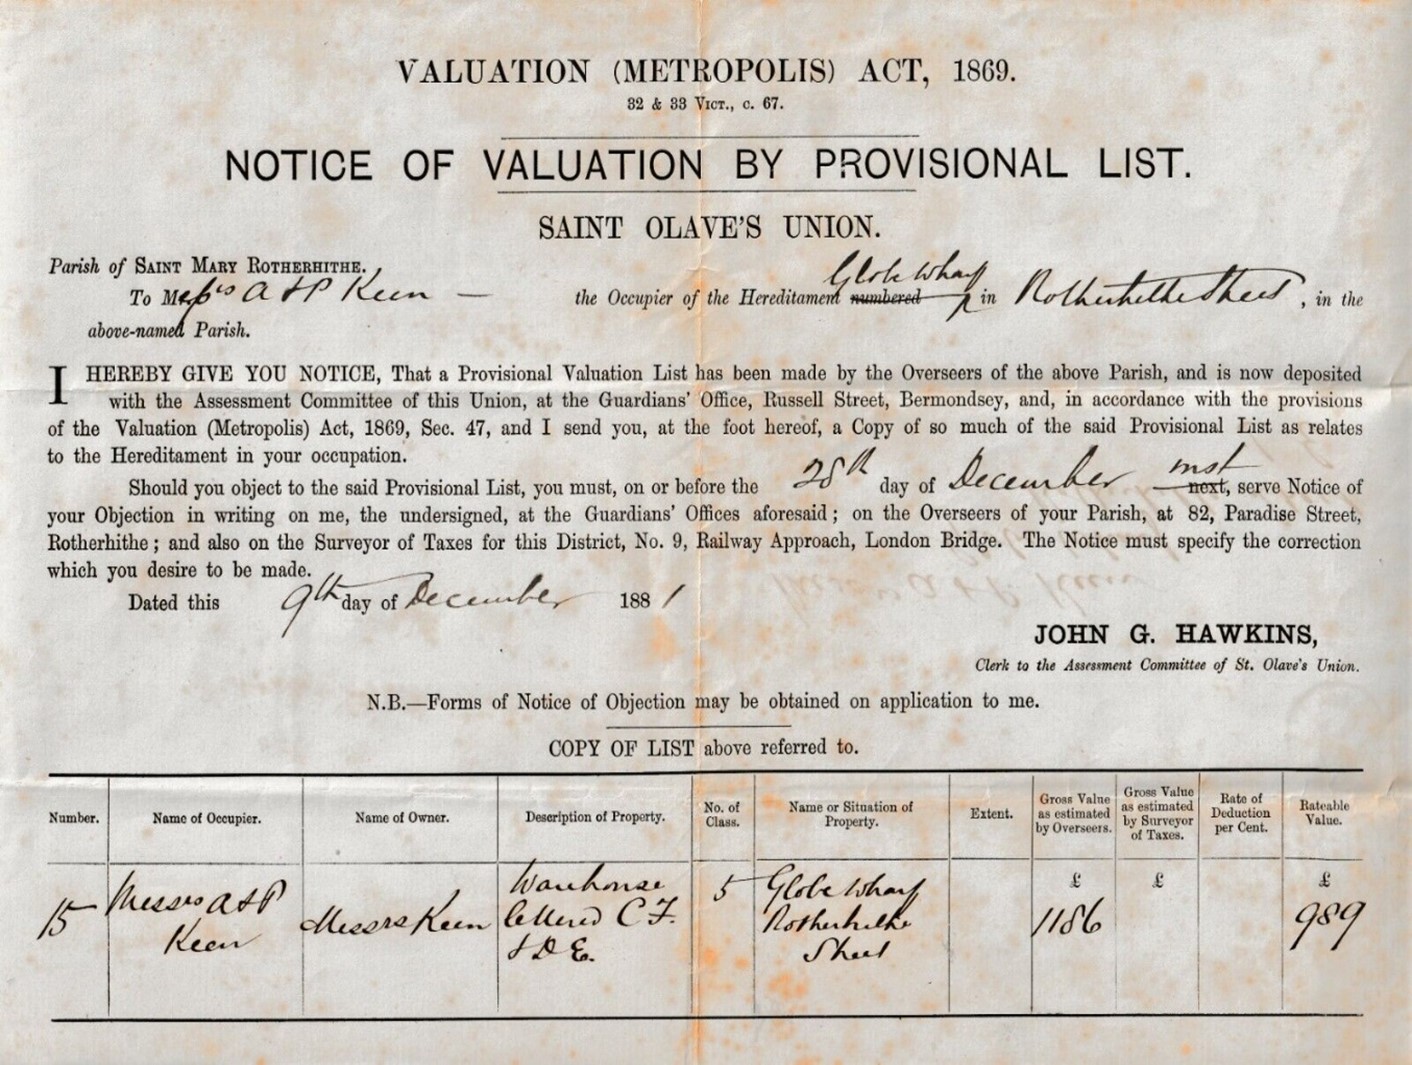 VALUATION (METROPOLIS) ACT, 1869.
32 & 33 VICT., C. 67.
NOTICE OF VALUATION BY PROVISIONAL LIST.
SAINT OLAVE'S UNION.
Parish of SAINT MARY ROTHERHITHE.
To Messrs A & P Keen — the Occupier of the Hereditament numbered Globe Wharf in Rotherhithe Street, in the
above-named Parish.
I HEREBY GIVE YOU NOTICE, That a Provisional Valuation List has been made by the Overseers of the above Parish, and is now deposited
with the Assessment Committee of this Union, at the Guardians' Office, Russell Street, Bermondsey, and, in accordance with the provisions
of the Valuation (Metropolis) Act, 1869, Sec. 47, and I send you, at the foot hereof, a Copy of so much of the said Provisional List as relates
to the Hereditament in your occupation.
Should you object to the said Provisional List, you must, on or before the 28th day of December inst next, serve Notice of
your Objection in writing on me, the undersigned, at the Guardians' Offices aforesaid; on the Overseers of your Parish, at 82, Paradise Street,
Rotherhithe; and also on the Surveyor of Taxes for this District, No. 9, Railway Approach, London Bridge. The Notice must specify the correction
which you desire to be made.
Dated this 9th day of December 1881
JOHN G. HAWKINS,
Clerk to the Assessment Committee of St. Olave's Union.
N.B.—Forms of Notice of Objection may be obtained on application to me.
COPY OF LIST above referred to.
Number. Name of Occupier. Name of Owner. Description of Property. No. of Class. Name or Situation of Property. Extent. Gross Value as estimated by Overseers. Gross Value as estimated by Surveyor of Taxes. Rate of Deduction per Cent. Rateable Value.
£ £ £
15 Messrs A & P Keen Messrs Keen Warehouse lettered C F. & D E. 5 Globe Wharf Rotherhithe Street 1186 989